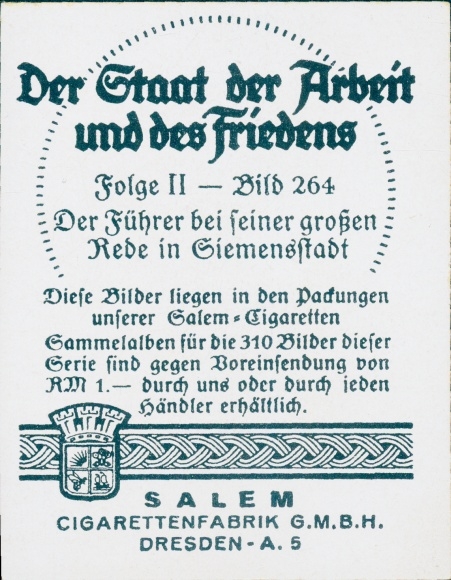 Der Staat der Arbeit
und des Friedens
Folge II — Bild 264
Der Führer bei seiner großen
Rede in Siemensstadt
Diese Bilder liegen in den Packungen
unserer Salem-Cigaretten
Sammelalben für die 310 Bilder dieser
Serie sind gegen Voreinsendung von
RM 1.— durch uns oder durch jeden
Händler erhältlich.
SALEM
CIGARETTENFABRIK G.M.B.H.
DRESDEN-A. 5